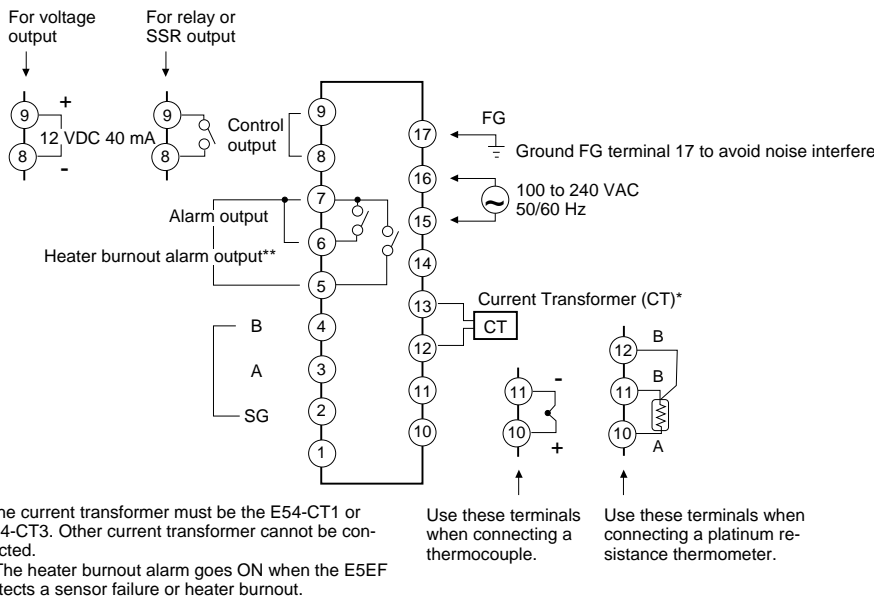 For voltage
output
For relay or
SSR output
9
+
12 VDC 40 mA
8
-
9
8
Control
output
9
8
7
Alarm output
6
Heater burnout alarm output**
5
B
4
A
3
SG
2
1
17
FG
Ground FG terminal 17 to avoid noise interfere
16
100 to 240 VAC
50/60 Hz
~
15
14
13
Current Transformer (CT)*
CT
12
11
10
11
-
10
+
12
B
11
B
10
A
Use these terminals
when connecting a
thermocouple.
Use these terminals when
connecting a platinum re-
sistance thermometer.
ne current transformer must be the E54-CT1 or
4-CT3. Other current transformer cannot be con-
cted.
The heater burnout alarm goes ON when the E5EF
tects a sensor failure or heater burnout.